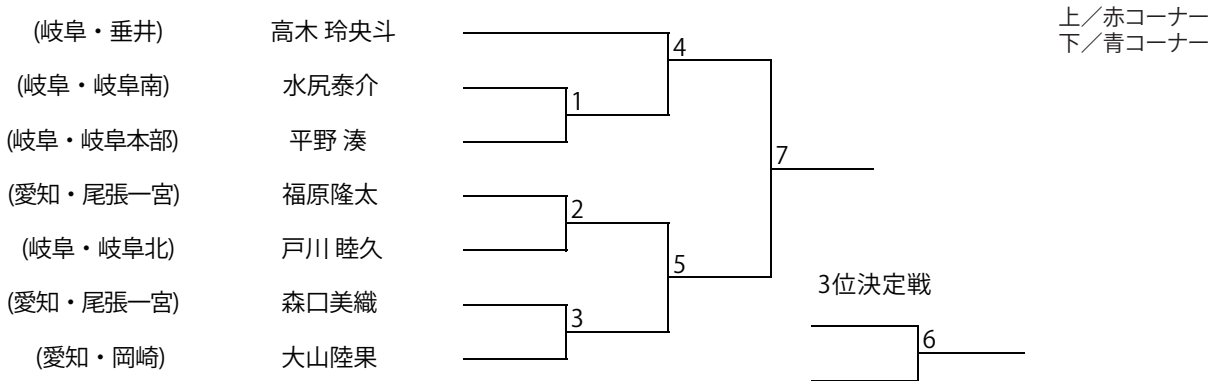 上／赤コーナー
下／青コーナー
(岐阜・垂井) 高木 玲央斗
4
(岐阜・岐阜南) 水尻泰介
1
(岐阜・岐阜本部) 平野 湊
7
(愛知・尾張一宮) 福原隆太
2
(岐阜・岐阜北) 戸川 睦久
5
3位決定戦
(愛知・尾張一宮) 森口美織
3
6
(愛知・岡崎) 大山陸果